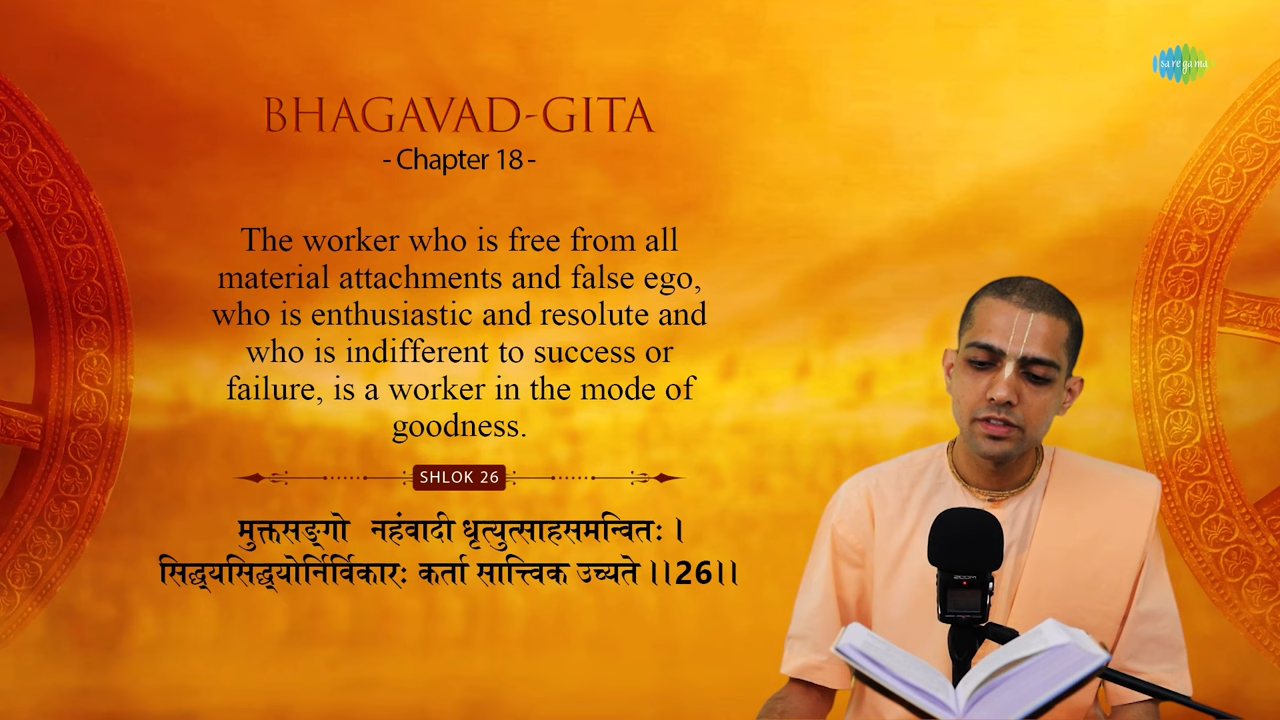 saregama
BHAGAVAD-GITA
- Chapter 18 -
The worker who is free from all
material attachments and false ego,
who is enthusiastic and resolute and
who is indifferent to success or
failure, is a worker in the mode of
goodness.
SHLOK 26
मुक्तसङ्गो नहंवादी धृत्युत्साहसमन्वितः ।
सिद्ध्यसिद्ध्योर्निर्विकारः कर्ता सात्त्विक उच्यते ।।26।।
ZOOM